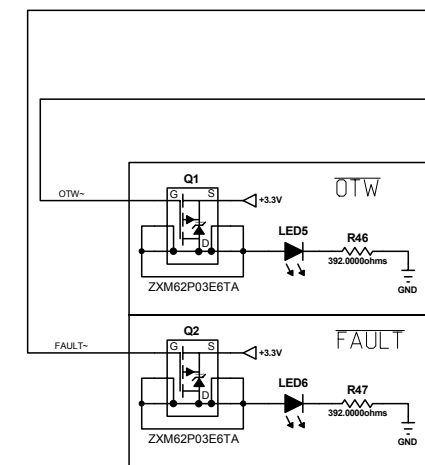 Q1
OTW
OTW~
G
S
+3.3V
D
LED5
R46
392.0000ohms
GND
ZXM62P03E6TA
Q2
FAULT
FAULT~
G
S
+3.3V
D
LED6
R47
392.0000ohms
GND
ZXM62P03E6TA